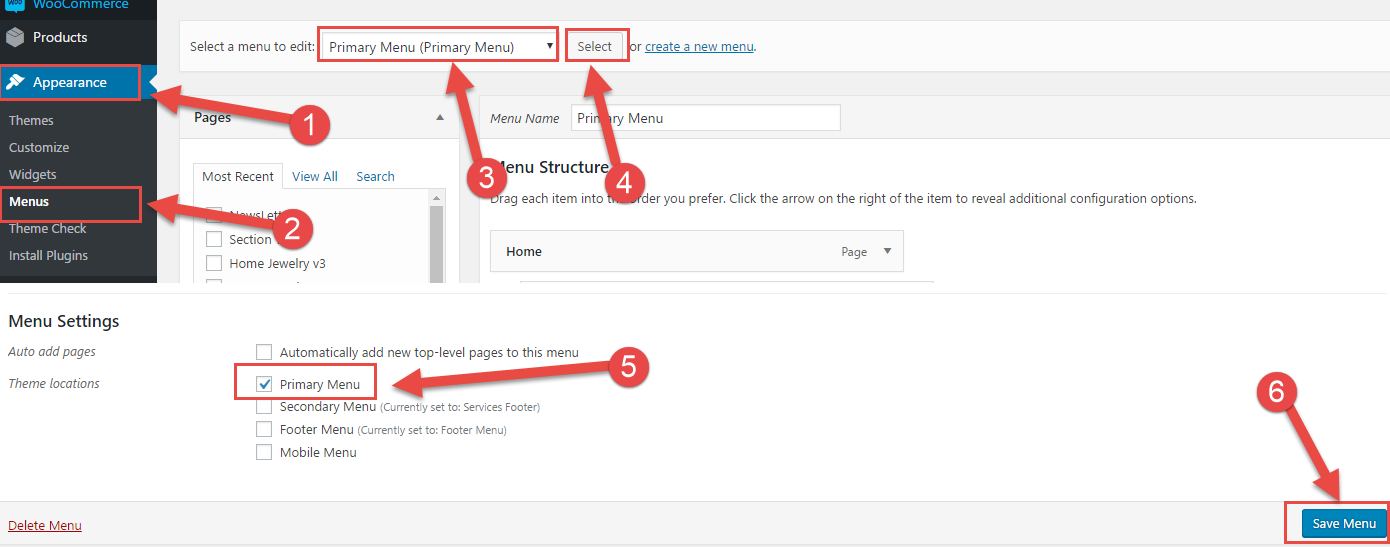 WooCommerce
Products
Appearance
Themes
Customize
Widgets
Menus
Theme Check
Install Plugins
Select a menu to edit: Primary Menu (Primary Menu) Select or create a new menu.
Pages
Menu Name Primary Menu
Most Recent View All Search
Section
Home Jewelry v3
Menu Structure
Drag each item into the order you prefer. Click the arrow on the right of the item to reveal additional configuration options.
Home Page
1
2
3
4
Menu Settings
Auto add pages Automatically add new top-level pages to this menu
Theme locations Primary Menu
Secondary Menu (Currently set to: Services Footer)
Footer Menu (Currently set to: Footer Menu)
Mobile Menu
5
6
Delete Menu Save Menu